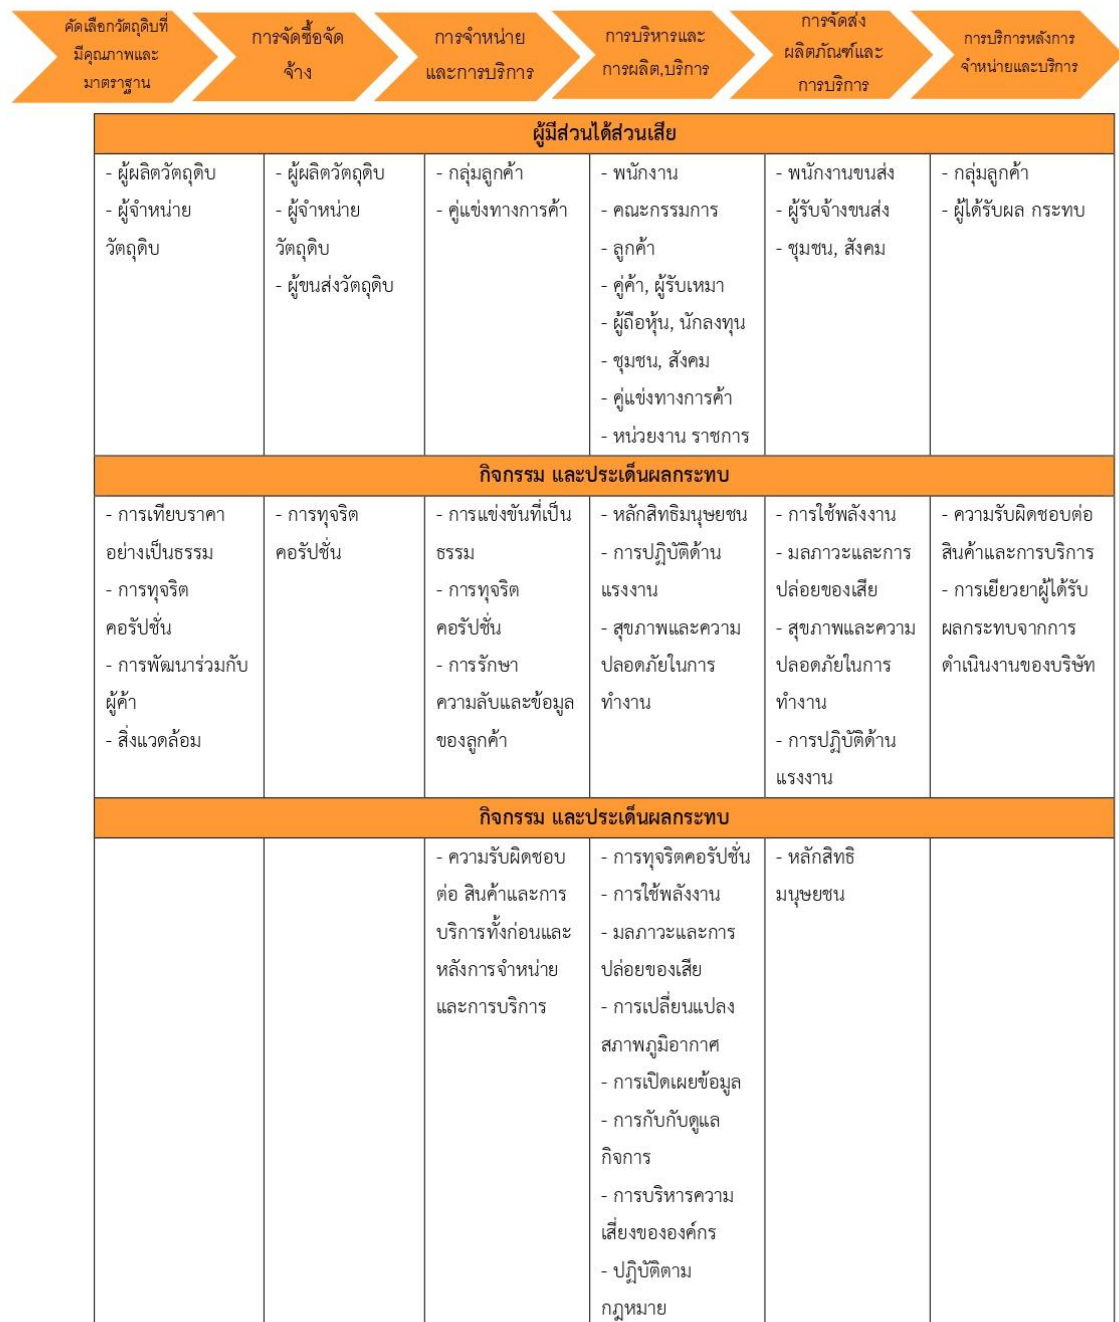 คัดเลือกวัตถุดิบที่
มีคุณภาพและ
มาตราฐาน
การจัดซื้อจัด
จ้าง
การจำหน่าย
และการบริการ
การบริหารและ
การผลิต,บริการ
การจัดส่ง
ผลิตภัณฑ์และ
การบริการ
การบริการหลังการ
จำหน่ายและบริการ
ผู้มีส่วนได้ส่วนเสีย
- ผู้ผลิตวัตถุดิบ
- ผู้จำหน่าย
วัตถุดิบ
- ผู้ผลิตวัตถุดิบ
- ผู้จำหน่าย
วัตถุดิบ
- ผู้ขนส่งวัตถุดิบ
- กลุ่มลูกค้า
- คู่แข่งทางการค้า
- พนักงาน
- คณะกรรมการ
- ลูกค้า
- คู่ค้า, ผู้รับเหมา
- ผู้ถือหุ้น, นักลงทุน
- ชุมชน, สังคม
- คู่แข่งทางการค้า
- หน่วยงาน ราชการ
- พนักงานขนส่ง
- ผู้รับจ้างขนส่ง
- ชุมชน, สังคม
- กลุ่มลูกค้า
- ผู้ได้รับผล กระทบ
กิจกรรม และประเด็นผลกระทบ
- การเทียบราคา
อย่างเป็นธรรม
- การทุจริต
คอรัปชั่น
- การพัฒนาร่วมกับ
ผู้ค้า
- สิ่งแวดล้อม
- การทุจริต
คอรัปชั่น
- การแข่งขันที่เป็น
ธรรม
- การทุจริต
คอรัปชั่น
- การรักษา
ความลับและข้อมูล
ของลูกค้า
- หลักสิทธิมนุษยชน
- การปฏิบัติด้าน
แรงงาน
- สุขภาพและความ
ปลอดภัยในการ
ทำงาน
- การใช้พลังงาน
- มลภาวะและการ
ปล่อยของเสีย
- สุขภาพและความ
ปลอดภัยในการ
ทำงาน
- การปฏิบัติด้าน
แรงงาน
- ความรับผิดชอบต่อ
สินค้าและการบริการ
- การเยียวยาผู้ได้รับ
ผลกระทบจากการ
ดำเนินงานของบริษัท
กิจกรรม และประเด็นผลกระทบ
- ความรับผิดชอบ
ต่อ สินค้าและการ
บริการทั้งก่อนและ
หลังการจำหน่าย
และการบริการ
- การทุจริตคอรัปชั่น
- การใช้พลังงาน
- มลภาวะและการ
ปล่อยของเสีย
- การเปลี่ยนแปลง
สภาพภูมิอากาศ
- การเปิดเผยข้อมูล
- การกับกับดูแล
กิจการ
- การบริหารความ
เสี่ยงขององค์กร
- ปฏิบัติตาม
กฎหมาย
- หลักสิทธิ
มนุษยชน